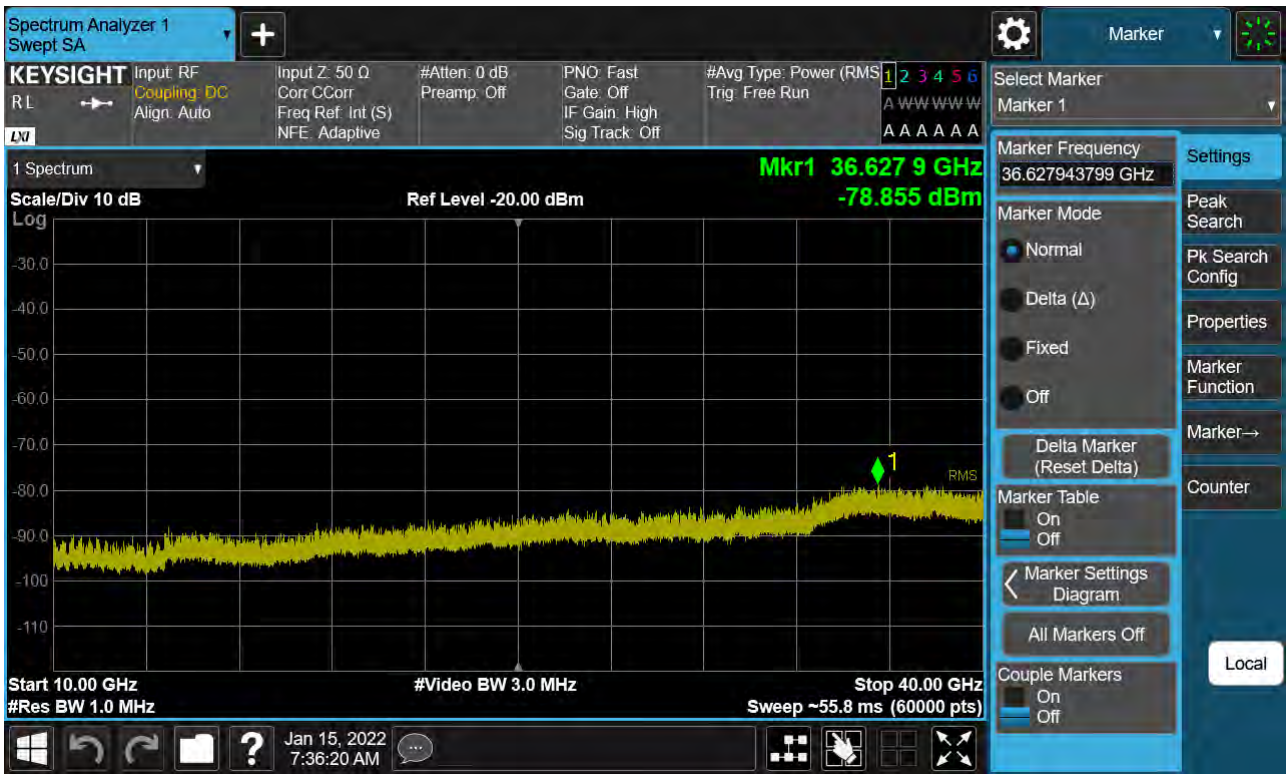 Spectrum Analyzer 1
Swept SA
Marker
KEYSIGHT
R L
LXI
Input: RF
Coupling: DC
Align: Auto
Input Z: 50 Ω
Corr CCorr
Freq Ref: Int (S)
NFE: Adaptive
#Atten: 0 dB
Preamp: Off
PNO: Fast
Gate: Off
IF Gain: High
Sig Track: Off
#Avg Type: Power (RMS
Trig: Free Run
1 2 3 4 5 6
A W W W W W
A A A A A A
Select Marker
Marker 1
1 Spectrum
Mkr1 36.627 9 GHz
-78.855 dBm
Scale/Div 10 dB
Ref Level -20.00 dBm
Log
-30.0
-40.0
-50.0
-60.0
-70.0
-80.0
-90.0
-100
-110
1
RMS
Start 10.00 GHz
#Video BW 3.0 MHz
Stop 40.00 GHz
#Res BW 1.0 MHz
Sweep ~55.8 ms (60000 pts)
Marker Frequency
36.627943799 GHz
Marker Mode
Normal
Delta (Δ)
Fixed
Off
Delta Marker
(Reset Delta)
Marker Table
On
Off
Marker Settings
Diagram
All Markers Off
Couple Markers
On
Off
Settings
Peak
Search
Pk Search
Config
Properties
Marker
Function
Marker→
Counter
Local
?
Jan 15, 2022
7:36:20 AM